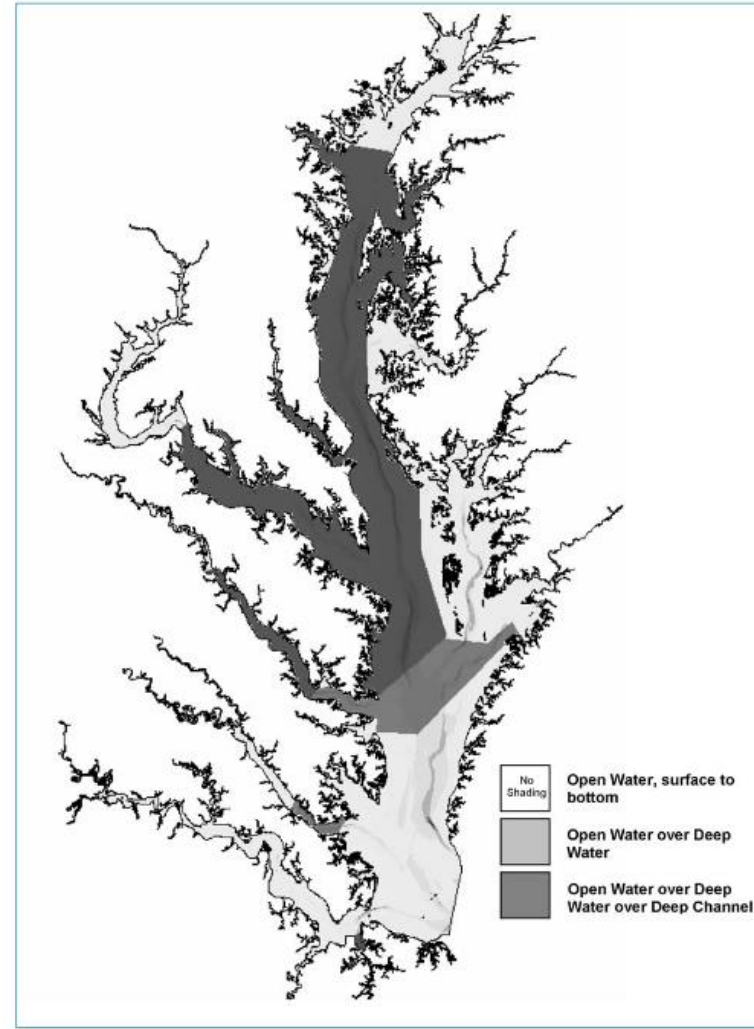 No
Shading
Open Water, surface to
bottom
Open Water over Deep
Water
Open Water over Deep
Water over Deep Channel